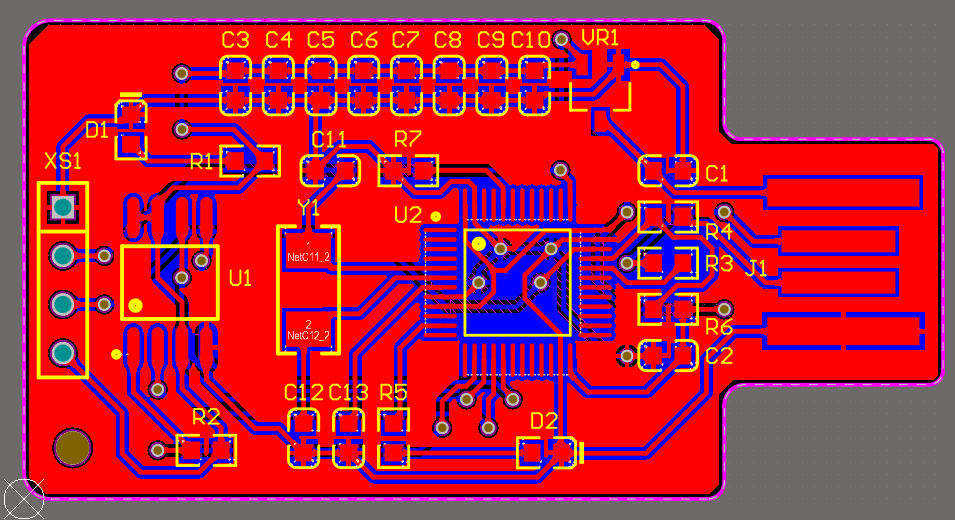 C3 C4 C5 C6 C7 C8 C9 C10 VR1
D1
C11 R7
XS1 R1 C1
Y1 U2
R4
1
NetC11_2
U1 R3 J1
2
NetC12_2
R6
C2
C12 C13 R5
R2 D2